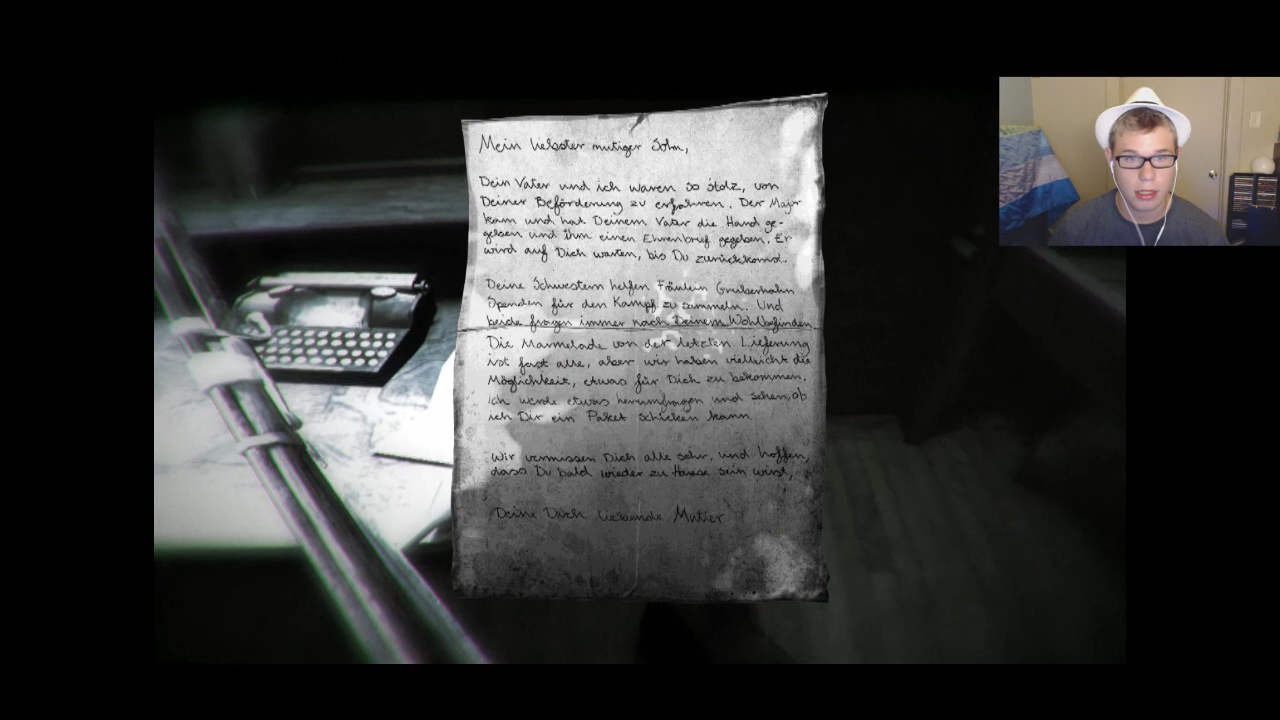 Mein liebster mutiger Sohn,
Dein Vater und ich waren so stolz, von
Deiner Beförderung zu erfahren. Der Major
kam und hat Deinem Vater die Hand ge-
geben und ihm einen Ehrenbrief gegeben. Er
wird auf Dich warten, bis Du zurückkomst.
Deine Schwestern helfen Fräulein Gruberhahn
Spenden für den Kampf zu sammeln. Und
beide fragen immer nach Deinem Wohlbefinden.
Die Marmelade von der letzten Lieferung
ist fast alle, aber wir haben vielleicht die
Möglichkeit, etwas für Dich zu bekommen.
Ich werde etwas herumfragen und sehen, ob
ich Dir ein Paket schicken kann.
Wir vermissen Dich alle sehr, und hoffen,
dass Du bald wieder zu Hause sein wirst,
Deine Dich liebende Mutter